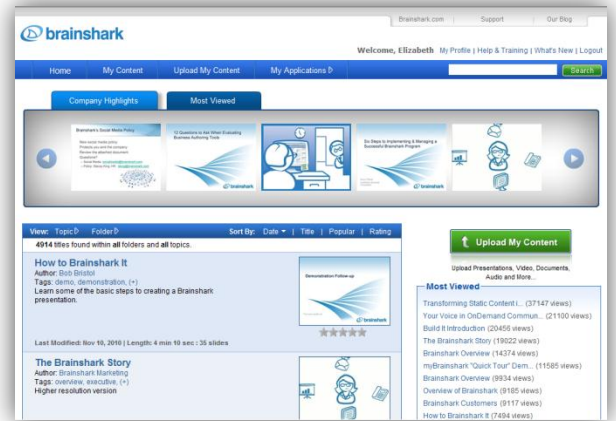 Brainshark.com | Support | Our Blog
brainshark
Welcome, Elizabeth My Profile | Help & Training | What's New | Logout
Home My Content Upload My Content My Applications
Search
Company Highlights Most Viewed
Brainshark's Social Media Policy
12 Questions to Ask When Evaluating
Business Authoring Tools
Six Steps to Implementing & Managing a
Successful Brainshark Program
brainshark
brainshark
View: Topic Folder Sort By: Date | Title | Popular | Rating
4914 titles found within all folders and all topics.
How to Brainshark It
Author: Bob Bristol
Tags: demo, demonstration, (+)
Learn some of the basic steps to creating a Brainshark
presentation.
Last Modified: Nov 10, 2010 | Length: 4 min 10 sec : 35 slides
Demonstration Follow-up
brainshark
The Brainshark Story
Author: Brainshark Marketing
Tags: overview, executive, (+)
Higher resolution version
Upload My Content
Upload Presentations, Video, Documents,
Audio and More...
Most Viewed
Transforming Static Content i... (37147 views)
Your Voice in OnDemand Commun... (21100 views)
Build It Introduction (20456 views)
The Brainshark Story (19022 views)
Brainshark Overview (14374 views)
myBrainshark "Quick Tour" Dem... (11585 views)
Brainshark Overview (9934 views)
Overview of Brainshark (9185 views)
Brainshark Customers (9117 views)
How to Brainshark It (7494 views)